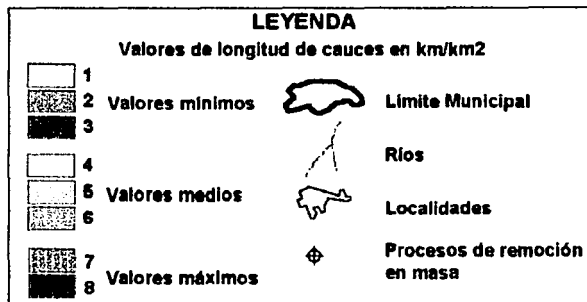 LEYENDA
Valores de longitud de cauces en km/km2
1
2 Valores mínimos
3
4
5 Valores medios
6
7
8 Valores máximos
Límite Municipal
Ríos
Localidades
Procesos de remoción
en masa